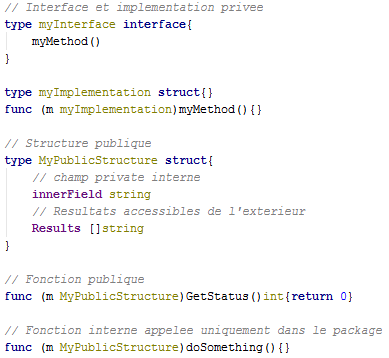 // Interface et implementation privee
type myInterface interface{
myMethod()
}
type myImplementation struct{}
func (m myImplementation)myMethod(){}
// Structure publique
type MyPublicStructure struct{
// champ private interne
innerField string
// Resultats accessibles de l'exterieur
Results []string
}
// Fonction publique
func (m MyPublicStructure)GetStatus()int{return 0}
// Fonction interne appelee uniquement dans le package
func (m MyPublicStructure)doSomething(){}